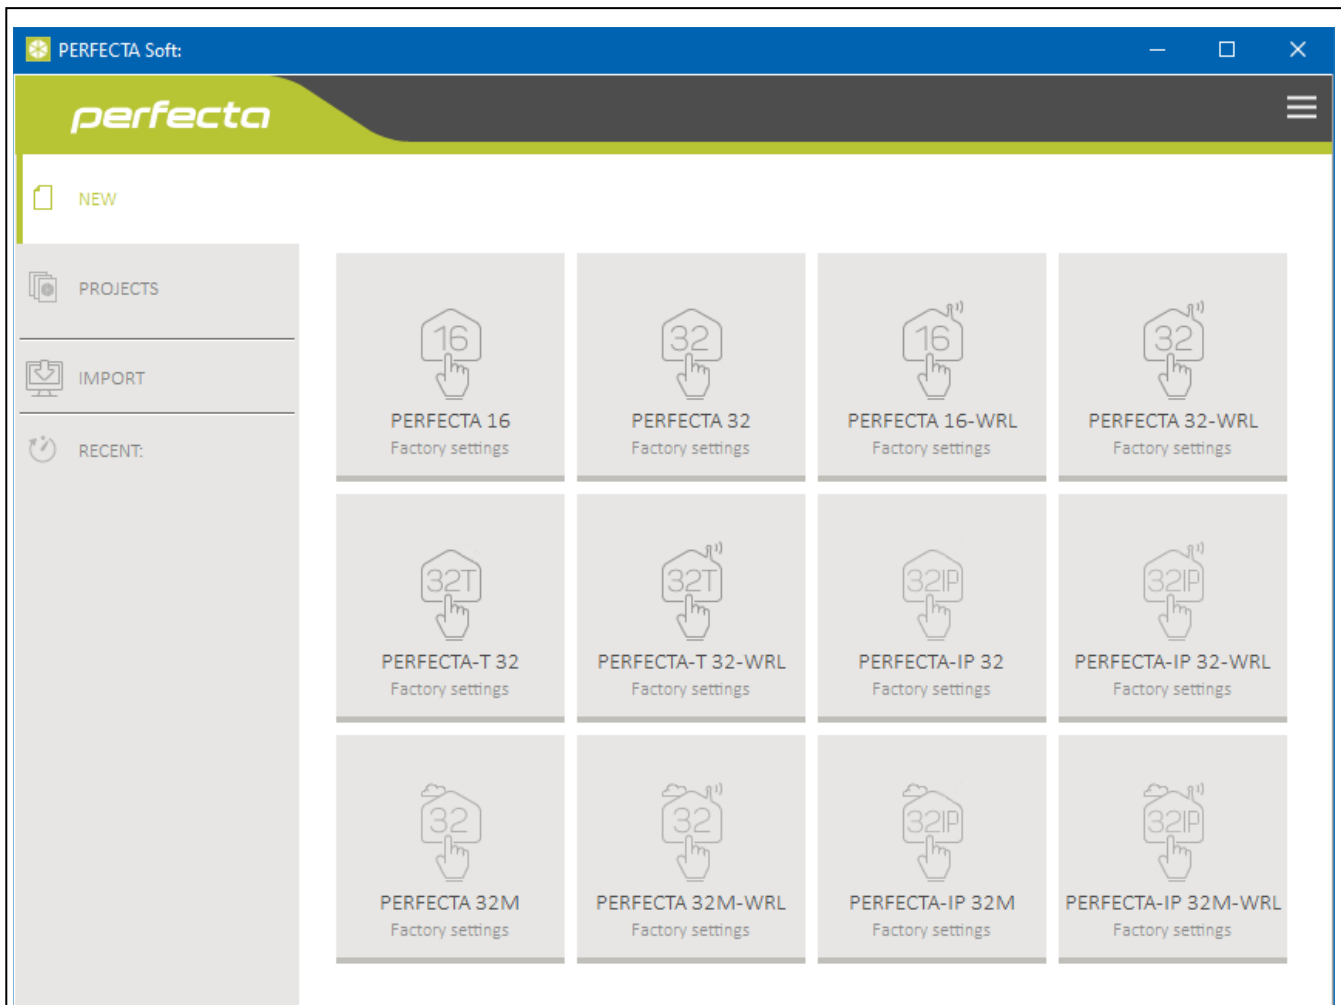 PERFECTA Soft:
perfecta
NEW
PROJECTS
IMPORT
RECENT:
16
32
16
32
PERFECTA 16
PERFECTA 32
PERFECTA 16-WRL
PERFECTA 32-WRL
Factory settings
Factory settings
Factory settings
Factory settings
32T
32T
32IP
32IP
PERFECTA-T 32
PERFECTA-T 32-WRL
PERFECTA-IP 32
PERFECTA-IP 32-WRL
Factory settings
Factory settings
Factory settings
Factory settings
32
32
32IP
32IP
PERFECTA 32M
PERFECTA 32M-WRL
PERFECTA-IP 32M
PERFECTA-IP 32M-WRL
Factory settings
Factory settings
Factory settings
Factory settings